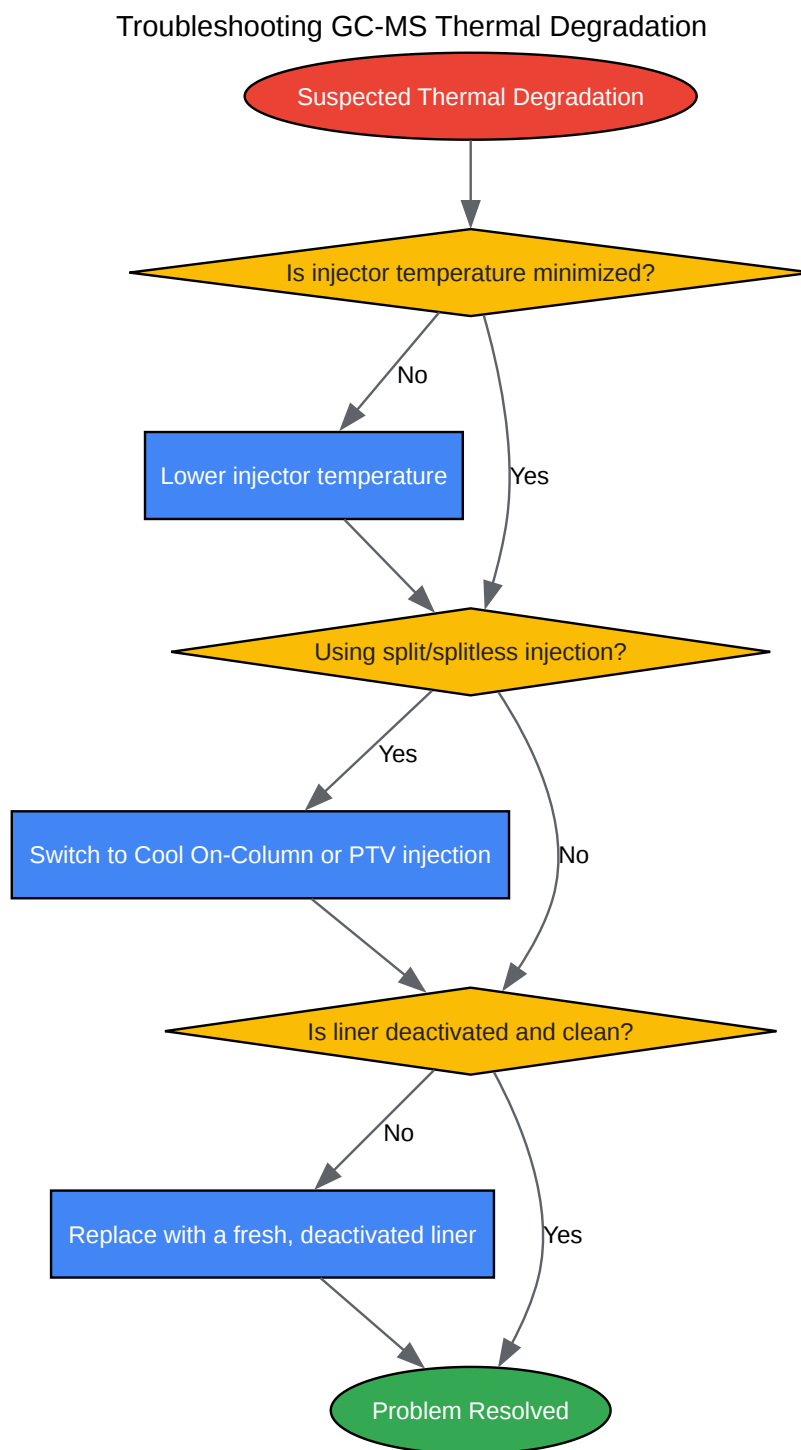 Troubleshooting GC-MS Thermal Degradation
Suspected Thermal Degradation
Is injector temperature minimized?
No
Lower injector temperature
Yes
Using split/splitless injection?
Yes
Switch to Cool On-Column or PTV injection
No
Is liner deactivated and clean?
No
Replace with a fresh, deactivated liner
Yes
Problem Resolved